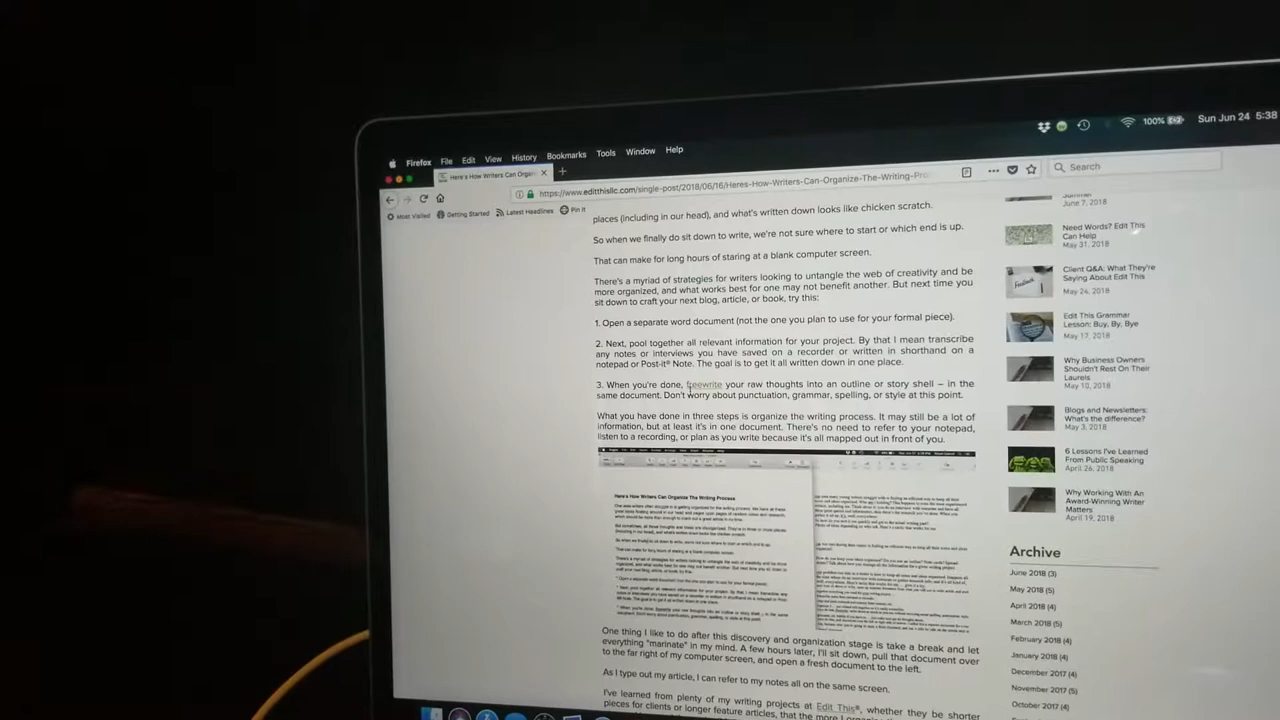 Firefox File Edit View History Bookmarks Tools Window Help
100% Sun Jun 24 5:38
Here's How Writers Can Organi
https://www.editthisllc.com/single-post/2018/06/16/Heres-How-Writers-Can-Organize-The-Writing-Pro
Search
Most Visited Getting Started Latest Headlines Pin It
places (including in our head), and what's written down looks like chicken scratch.
So when we finally do sit down to write, we're not sure where to start or which end is up.
That can make for long hours of staring at a blank computer screen.
There's a myriad of strategies for writers looking to untangle the web of creativity and be
more organized, and what works best for one may not benefit another. But next time you
sit down to craft your next blog, article, or book, try this:
1. Open a separate word document (not the one you plan to use for your formal piece).
2. Next, pool together all relevant information for your project. By that I mean transcribe
any notes or interviews you have saved on a recorder or written in shorthand on a
notepad or Post-it® Note. The goal is to get it all written down in one place.
3. When you're done, freewrite your raw thoughts into an outline or story shell – in the
same document. Don't worry about punctuation, grammar, spelling, or style at this point.
What you have done in three steps is organize the writing process. It may still be a lot of
information, but at least it's in one document. There's no need to refer to your notepad,
listen to a recording, or plan as you write because it's all mapped out in front of you.
Here's How Writers Can Organize The Writing Process
One thing I like to do after this discovery and organization stage is take a break and let
everything "marinate" in my mind. A few hours later, I'll sit down, pull that document over
to the far right of my computer screen, and open a fresh document to the left.
As I type out my article, I can refer to my notes all on the same screen.
I've learned from plenty of my writing projects at Edit This®, whether they be shorter
pieces for clients or longer feature articles, that the more I
June 7, 2018
Need Words? Edit This
Can Help
May 31, 2018
Client Q&A: What They're
Saying About Edit This
May 24, 2018
Edit This Grammar
Lesson: Buy, By, Bye
May 17, 2018
Why Business Owners
Shouldn't Rest On Their
Laurels
May 10, 2018
Blogs and Newsletters:
What's the difference?
May 3, 2018
6 Lessons I've Learned
From Public Speaking
April 26, 2018
Why Working With An
Award-Winning Writer
Matters
April 19, 2018
Archive
June 2018 (3)
May 2018 (5)
April 2018 (4)
March 2018 (5)
February 2018 (4)
January 2018 (4)
December 2017 (4)
November 2017 (5)
October 2017 (4)